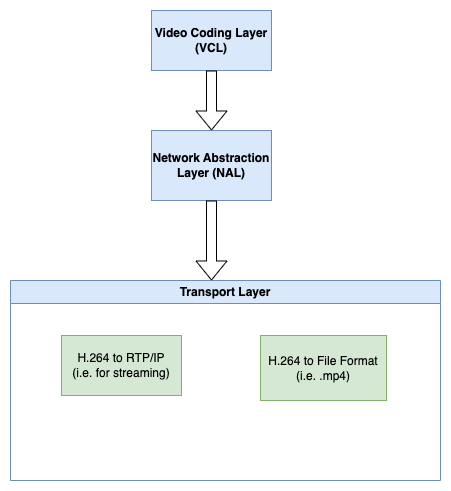 Video Coding Layer
(VCL)
Network Abstraction
Layer (NAL)
Transport Layer
H.264 to RTP/IP
(i.e. for streaming)
H.264 to File Format
(i.e. .mp4)